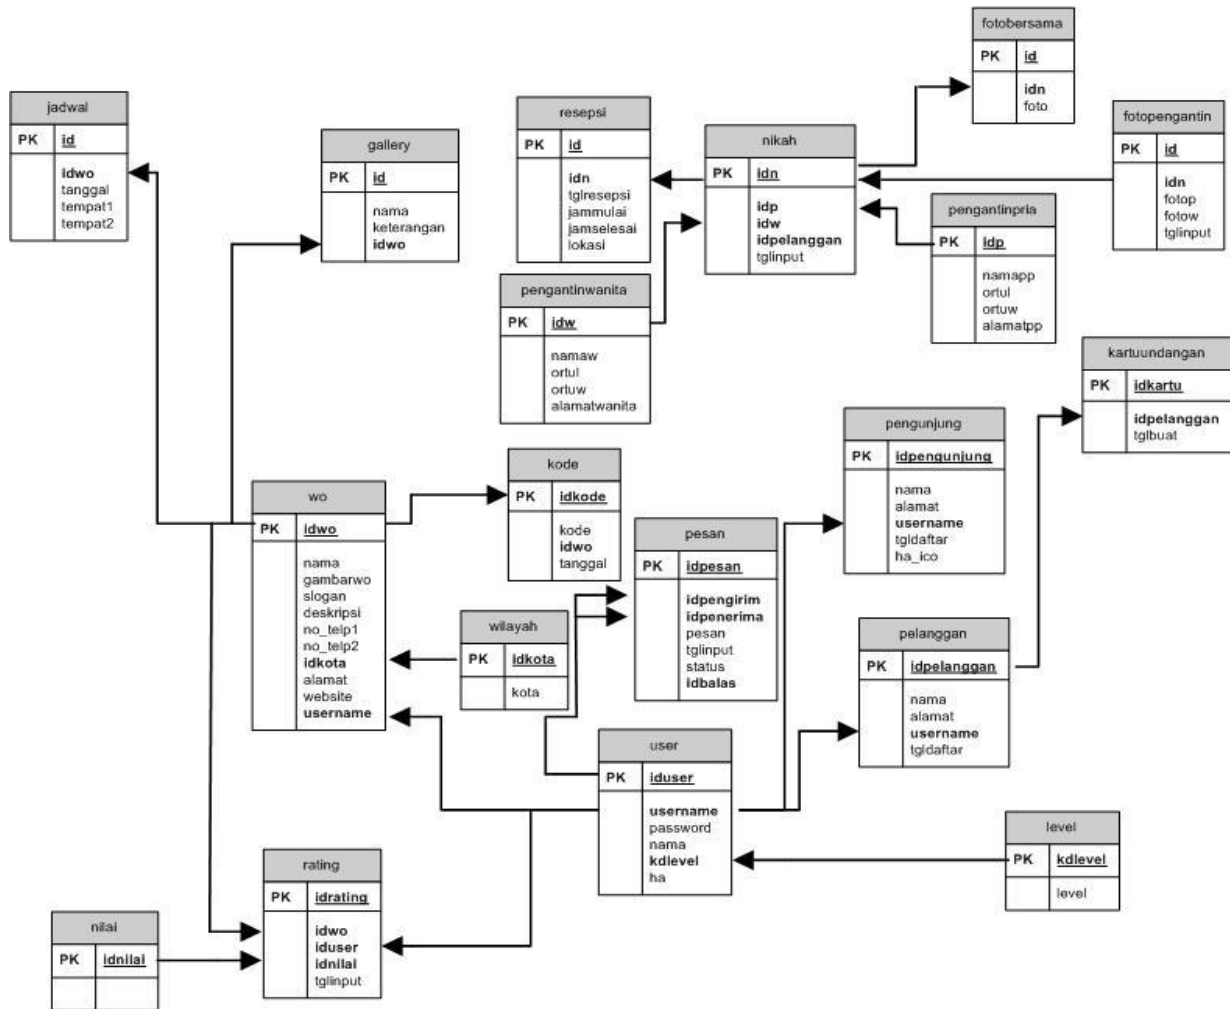 fotobersama
PK id
idn
foto
jadwal
PK id
idwo
tanggal
tempat1
tempat2
gallery
PK id
nama
keterangan
idwo
resepsi
PK id
idn
tglresepsi
jammulai
jamselesai
lokasi
nikah
PK idn
idp
idw
idpelanggan
tglinput
fotopengantin
PK id
idn
fotop
fotow
tglinput
pengantinpria
PK idp
namapp
ortul
ortuw
alamatpp
pengantinwanita
PK idw
namaw
ortul
ortuw
alamatwanita
kartuundangan
PK idkartu
idpelanggan
tglbuat
pengunjung
PK idpengunjung
nama
alamat
username
tgldaftar
ha_ico
kode
PK idkode
kode
idwo
tanggal
wo
PK idwo
nama
gambarwo
slogan
deskripsi
no_telp1
no_telp2
idkota
alamat
website
username
pesan
PK idpesan
idpengirim
idpenerima
pesan
tglinput
status
idbalas
wilayah
PK idkota
kota
pelanggan
PK idpelanggan
nama
alamat
username
tgldaftar
user
PK iduser
username
password
nama
kdlevel
ha
level
PK kdlevel
level
rating
PK idrating
idwo
iduser
idnilai
tglinput
nilai
PK idnilai